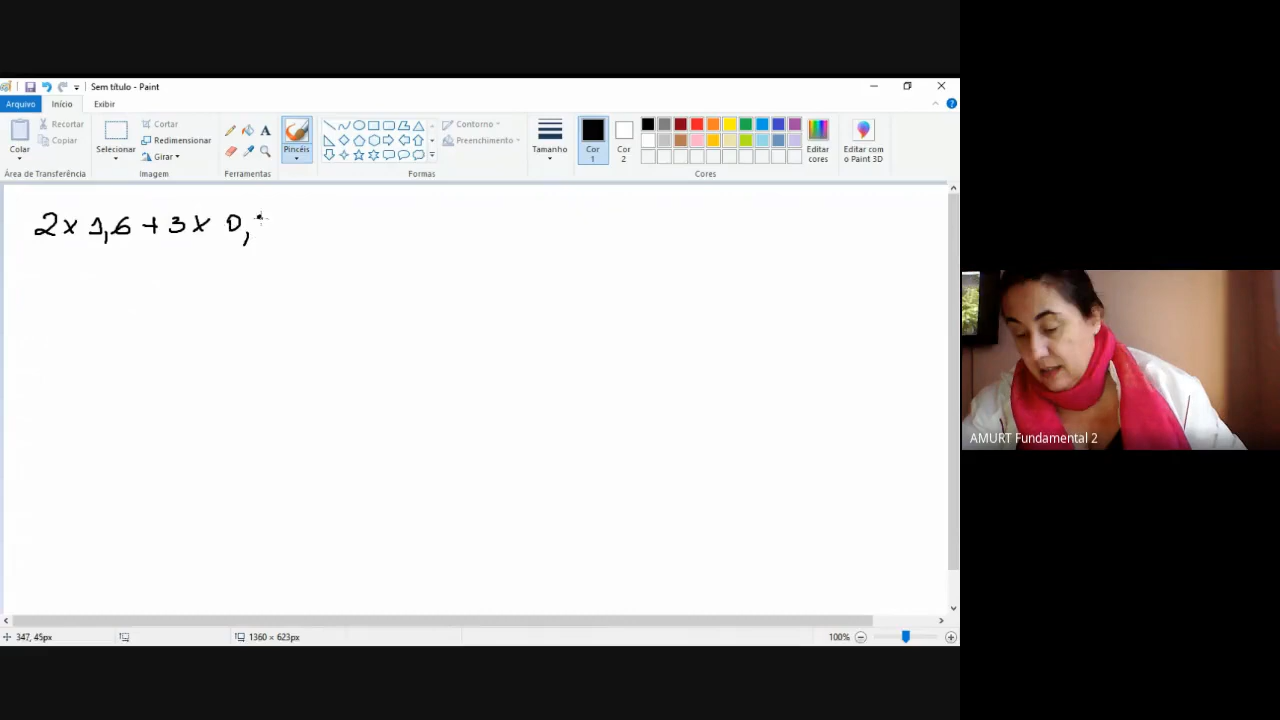 Sem título - Paint
Arquivo Início Exibir
Colar
Recortar
Copiar
Área de Transferência
Selecionar
Cortar
Redimensionar
Girar
Imagem
Ferramentas
Pincéis
Contorno
Preenchimento
Formas
Tamanho
Cor 1
Cor 2
Editar cores
Editar com o Paint 3D
Cores
2 x 1,6 + 3 x 0,
AMURT Fundamental 2
347, 45px
1360 × 623px
100%